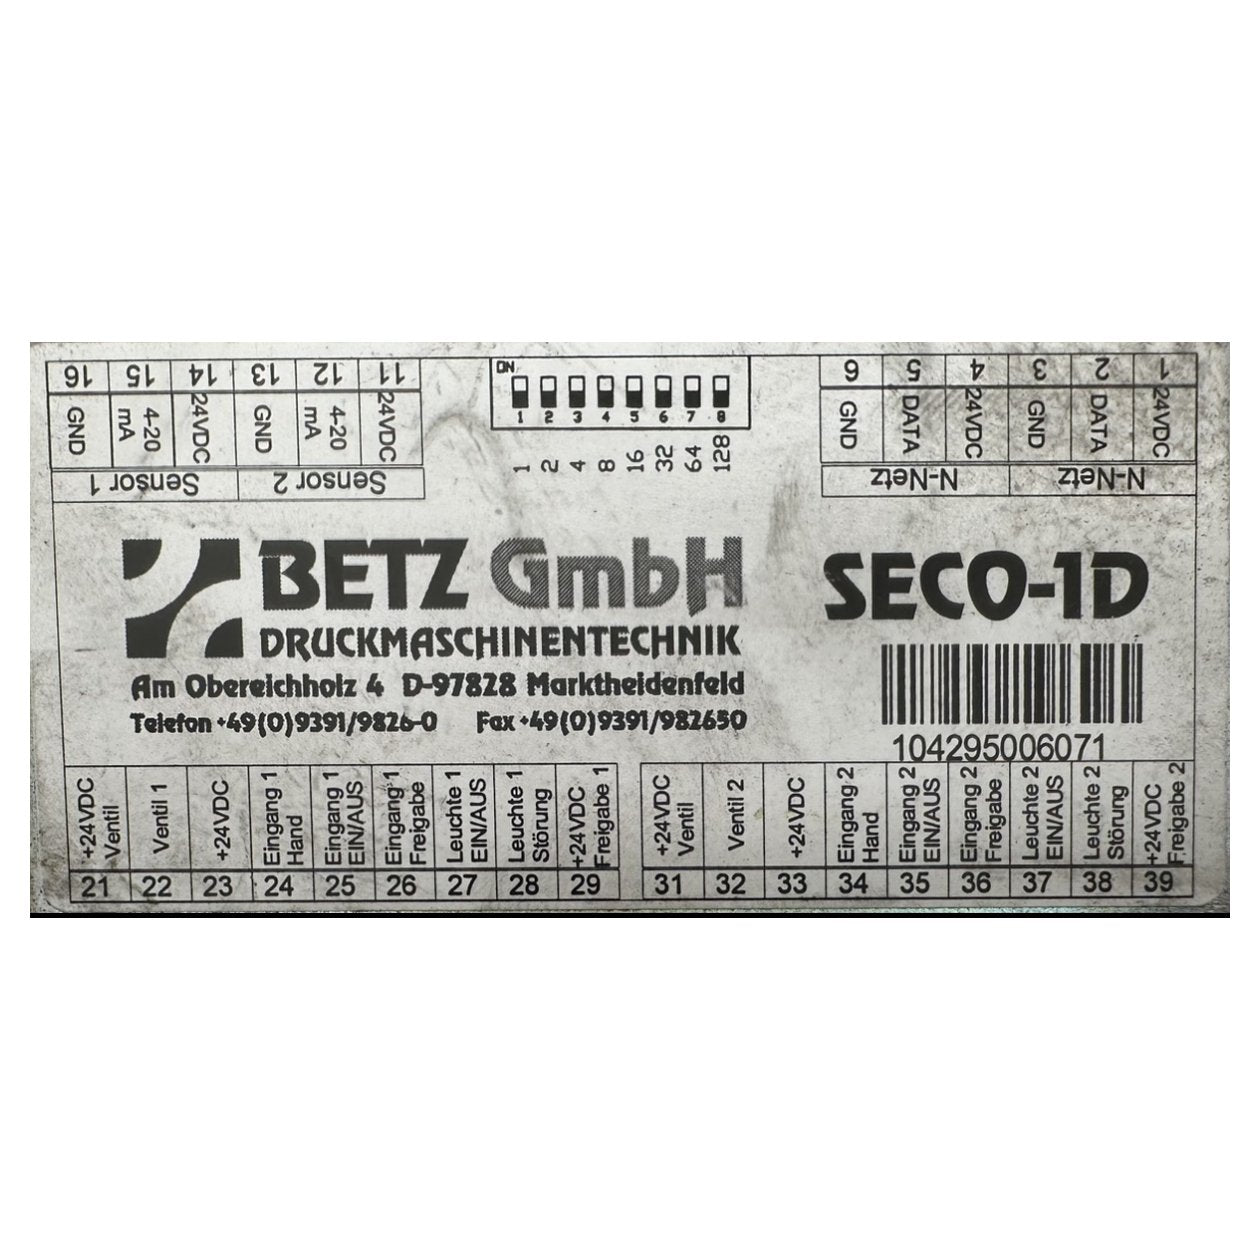 16 15 14 13 12 11
GND 4-20 mA 24VDC GND 4-20 mA 24VDC
Sensor 1 Sensor 2
ON
1 2 3 4 5 6 7 8
1 2 4 8 16 32 64 128
6 5 4 3 2 1
GND DATA 24VDC GND DATA 24VDC
N-Netz N-Netz
BETZ GmbH
DRUCKMASCHINENTECHNIK
Am Obereichholz 4 D-97828 Marktheidenfeld
Telefon +49(0)9391/9826-0 Fax +49(0)9391/982650
SECO-1D
104295006071
+24VDC Ventil
Ventil 1
+24VDC
Eingang 1 Hand
Eingang 1 EIN/AUS
Eingang 1 Freigabe
Leuchte 1 EIN/AUS
Leuchte 1 Störung
+24VDC Freigabe 1
21 22 23 24 25 26 27 28 29
+24VDC Ventil
Ventil 2
+24VDC
Eingang 2 Hand
Eingang 2 EIN/AUS
Eingang 2 Freigabe
Leuchte 2 EIN/AUS
Leuchte 2 Störung
+24VDC Freigabe 2
31 32 33 34 35 36 37 38 39